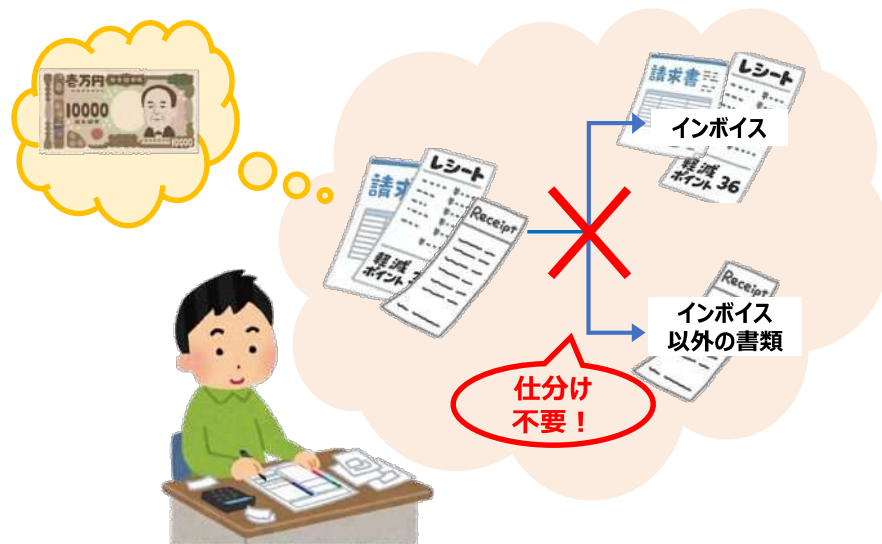 壱万円
10000
10000
請求書
レシート
インボイス
軽減
ポイント 36
請求
レシート
Receipt
軽減
ポイント
Receipt
インボイス
以外の書類
仕分け
不要！